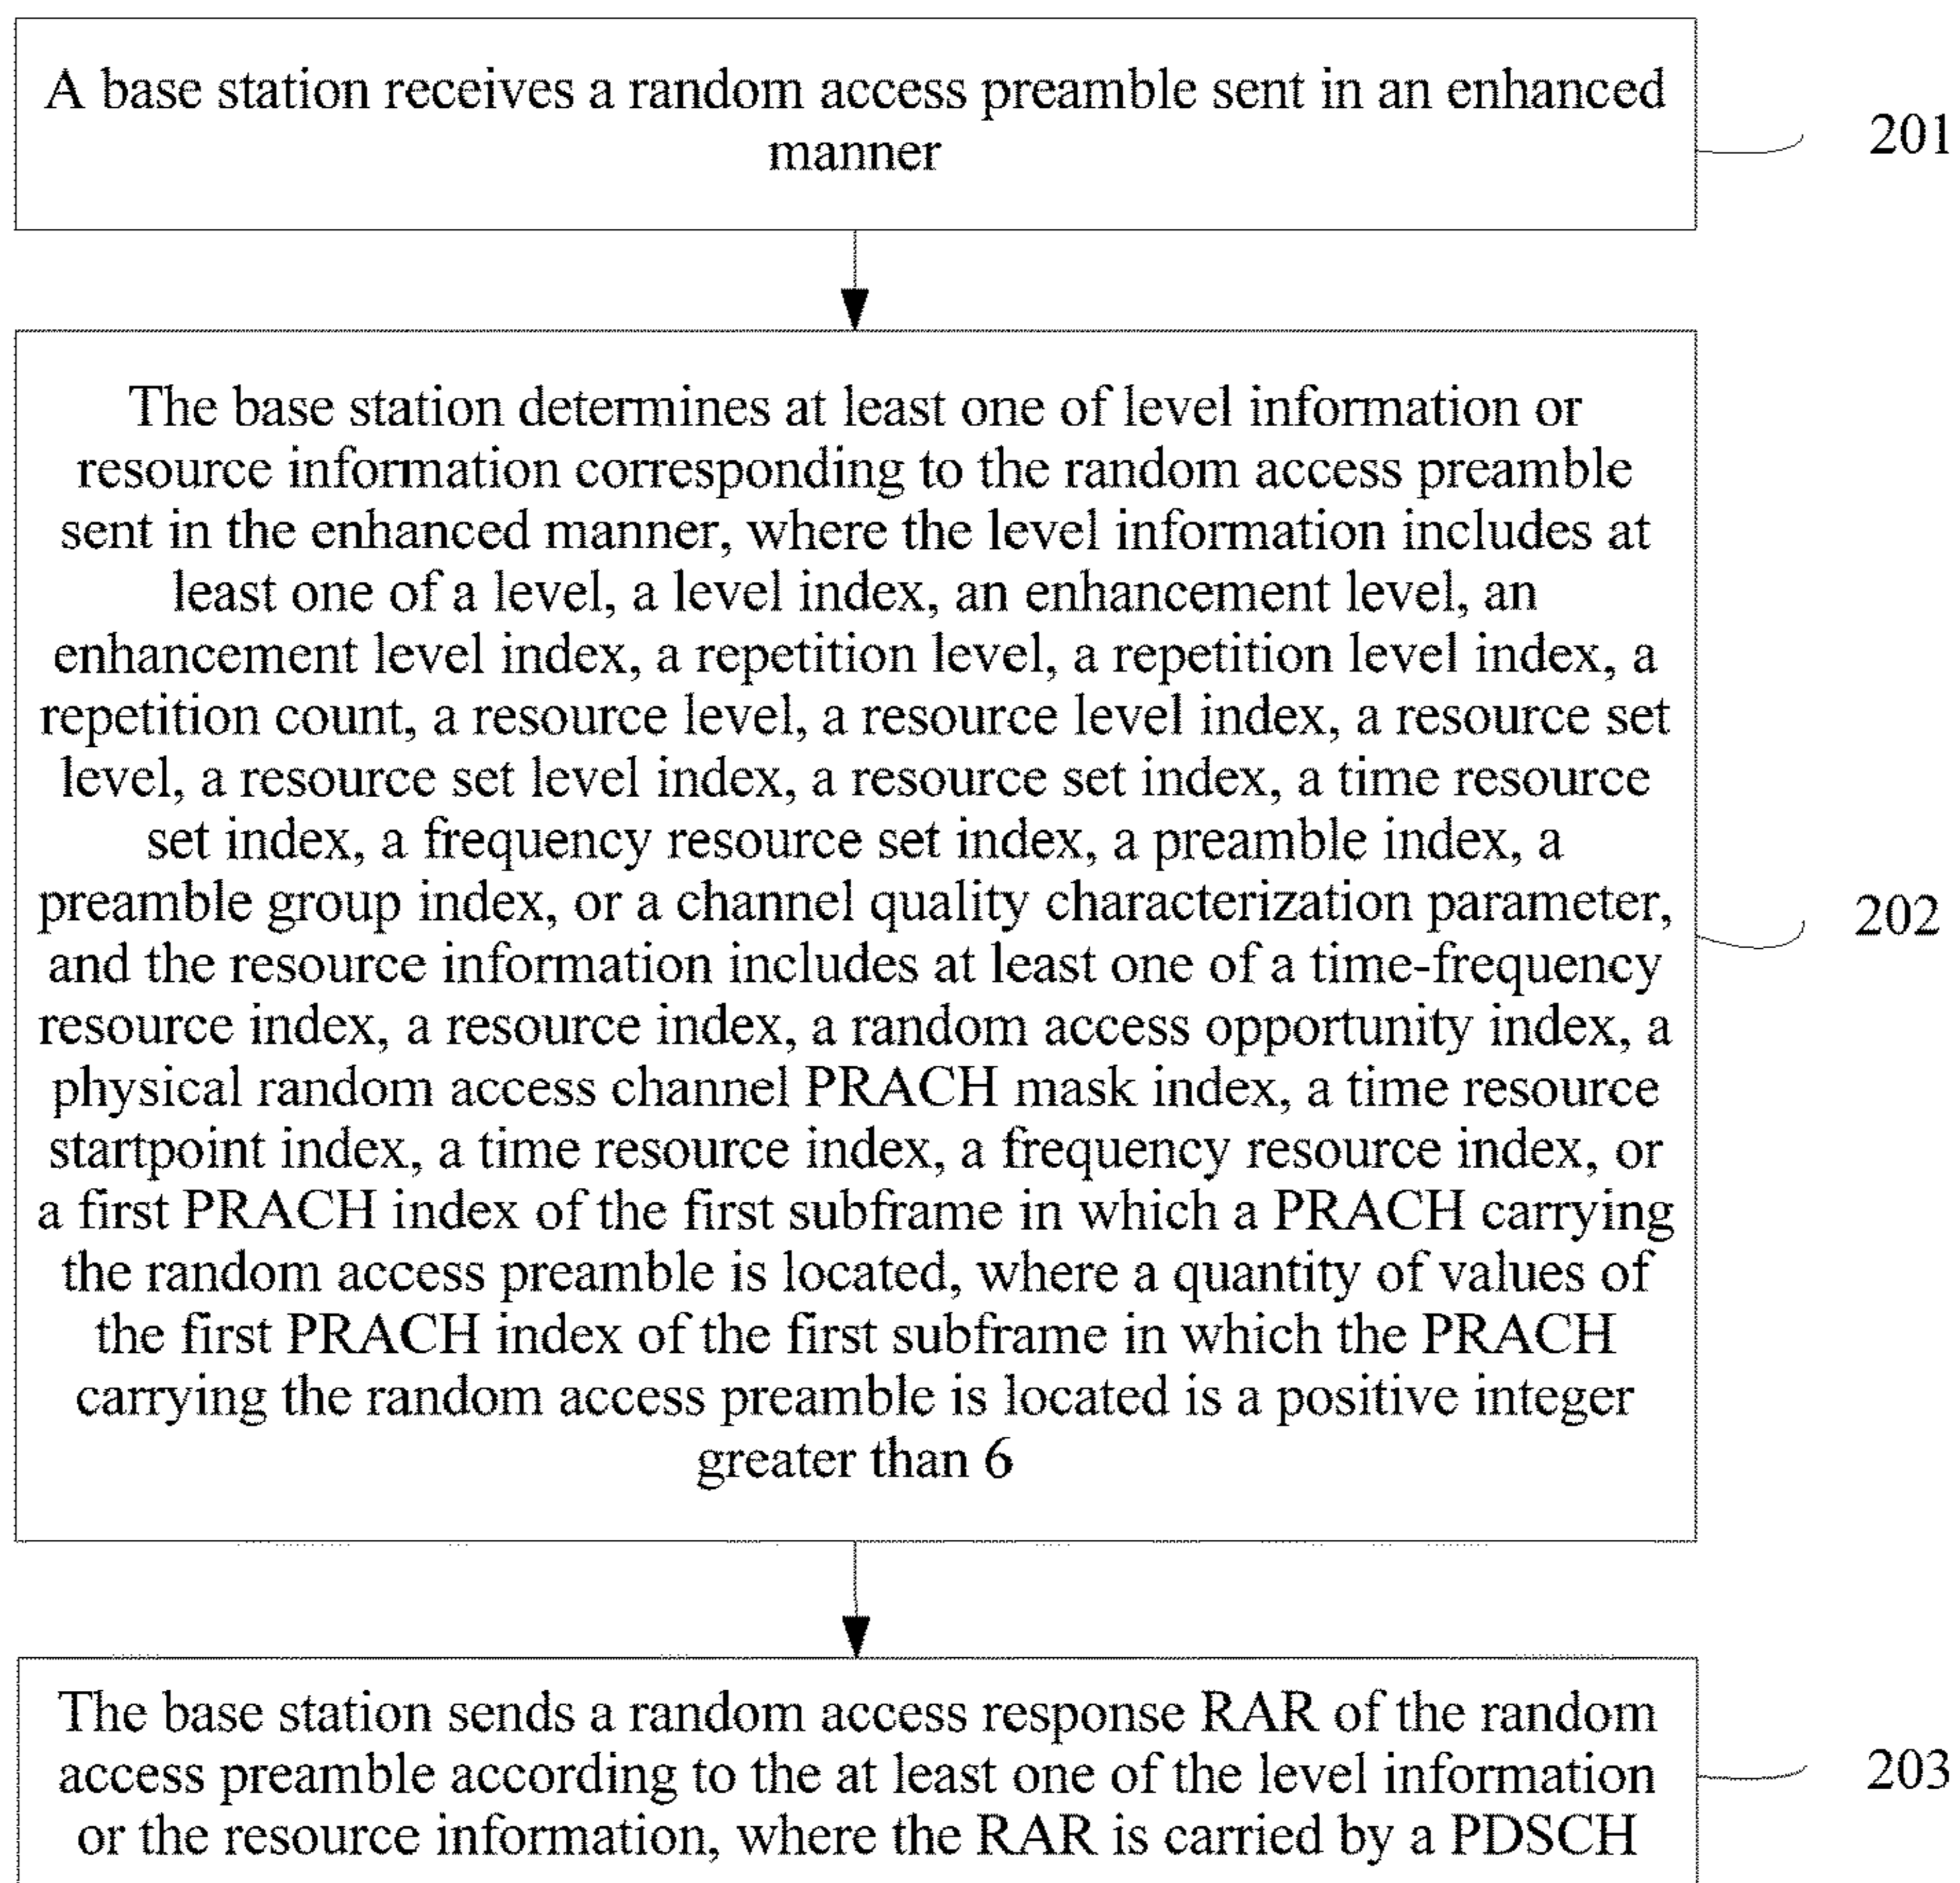 A base station receives a random access preamble sent in an enhanced
manner
201
The base station determines at least one of level information or
resource information corresponding to the random access preamble
sent in the enhanced manner, where the level information includes at
least one of a level, a level index, an enhancement level, an
enhancement level index, a repetition level, a repetition level index, a
repetition count, a resource level, a resource level index, a resource set
level, a resource set level index, a resource set index, a time resource
set index, a frequency resource set index, a preamble index, a
preamble group index, or a channel quality characterization parameter,
and the resource information includes at least one of a time-frequency
resource index, a resource index, a random access opportunity index, a
physical random access channel PRACH mask index, a time resource
startpoint index, a time resource index, a frequency resource index, or
a first PRACH index of the first subframe in which a PRACH carrying
the random access preamble is located, where a quantity of values of
the first PRACH index of the first subframe in which the PRACH
carrying the random access preamble is located is a positive integer
greater than 6
202
The base station sends a random access response RAR of the random
access preamble according to the at least one of the level information
or the resource information, where the RAR is carried by a PDSCH
203